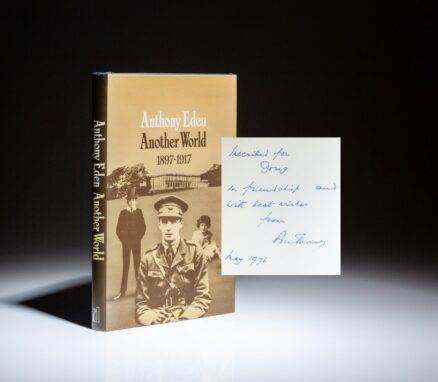 Anthony Eden Another World
Anthony Eden
Another World
1897-1917
Inscribed for
Doug
In friendship and
with best wishes
from
Anthony
May 1976